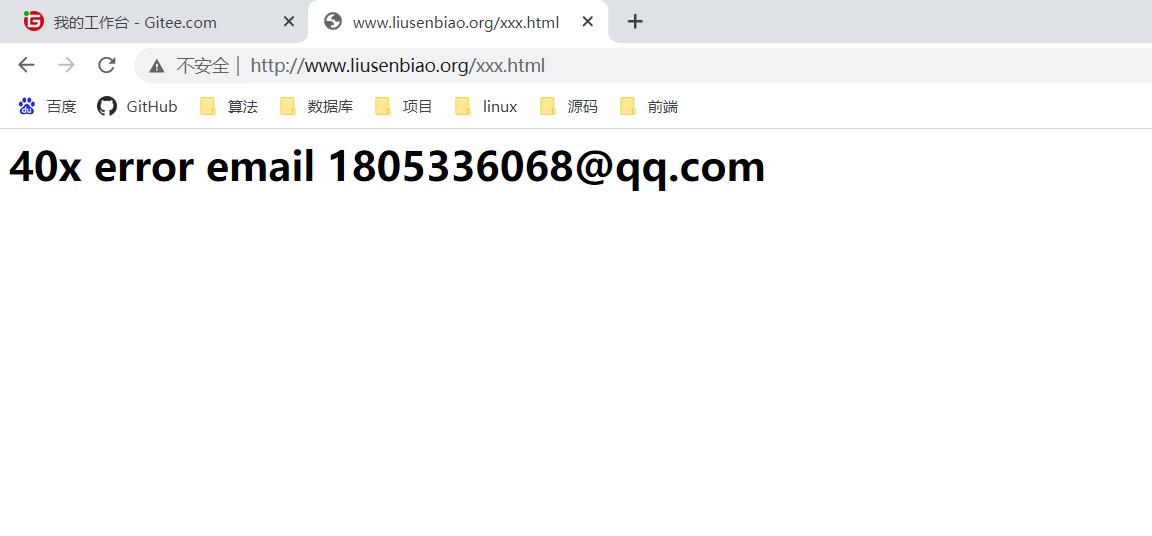 我的工作台 - Gitee.com www.liusenbiao.org/xxx.html
不安全 | http://www.liusenbiao.org/xxx.html
百度 GitHub 算法 数据库 项目 linux 源码 前端
40x error email 1805336068@qq.com